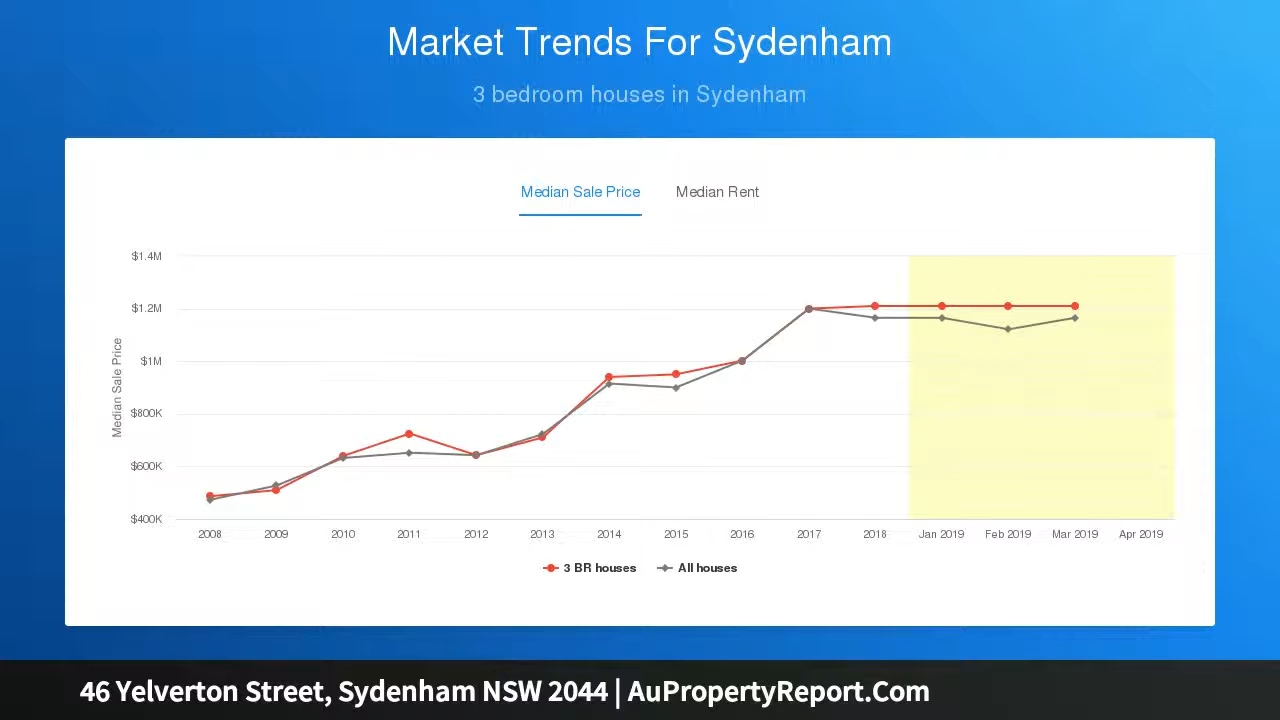 Market Trends For Sydenham
3 bedroom houses in Sydenham
Median Sale Price Median Rent
$1.4M
$1.2M
$1M
$800K
$600K
$400K
Median Sale Price
2008 2009 2010 2011 2012 2013 2014 2015 2016 2017 2018 Jan 2019 Feb 2019 Mar 2019 Apr 2019
3 BR houses All houses
46 Yelverton Street, Sydenham NSW 2044 | AuPropertyReport.Com